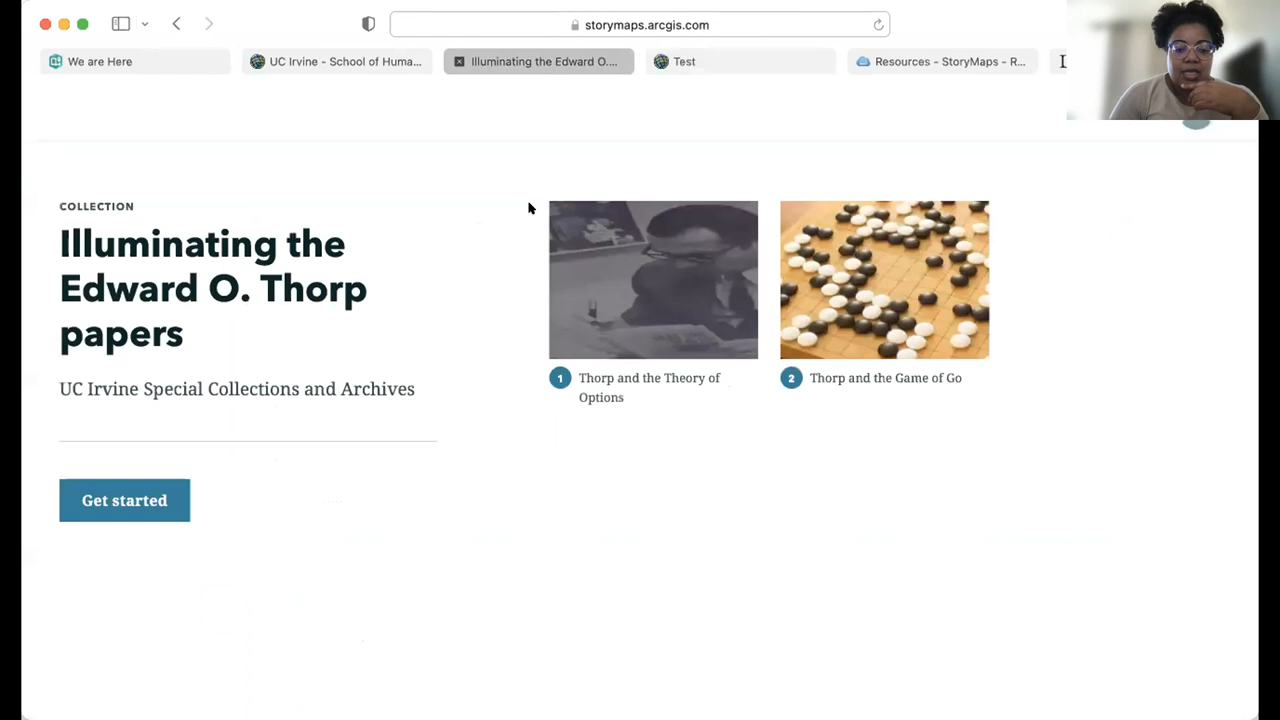 storymaps.arcgis.com
We are Here
UC Irvine - School of Huma...
Illuminating the Edward O....
Test
Resources - StoryMaps - R...
COLLECTION
Illuminating the
Edward O. Thorp
papers
UC Irvine Special Collections and Archives
Get started
1 Thorp and the Theory of
Options
2 Thorp and the Game of Go